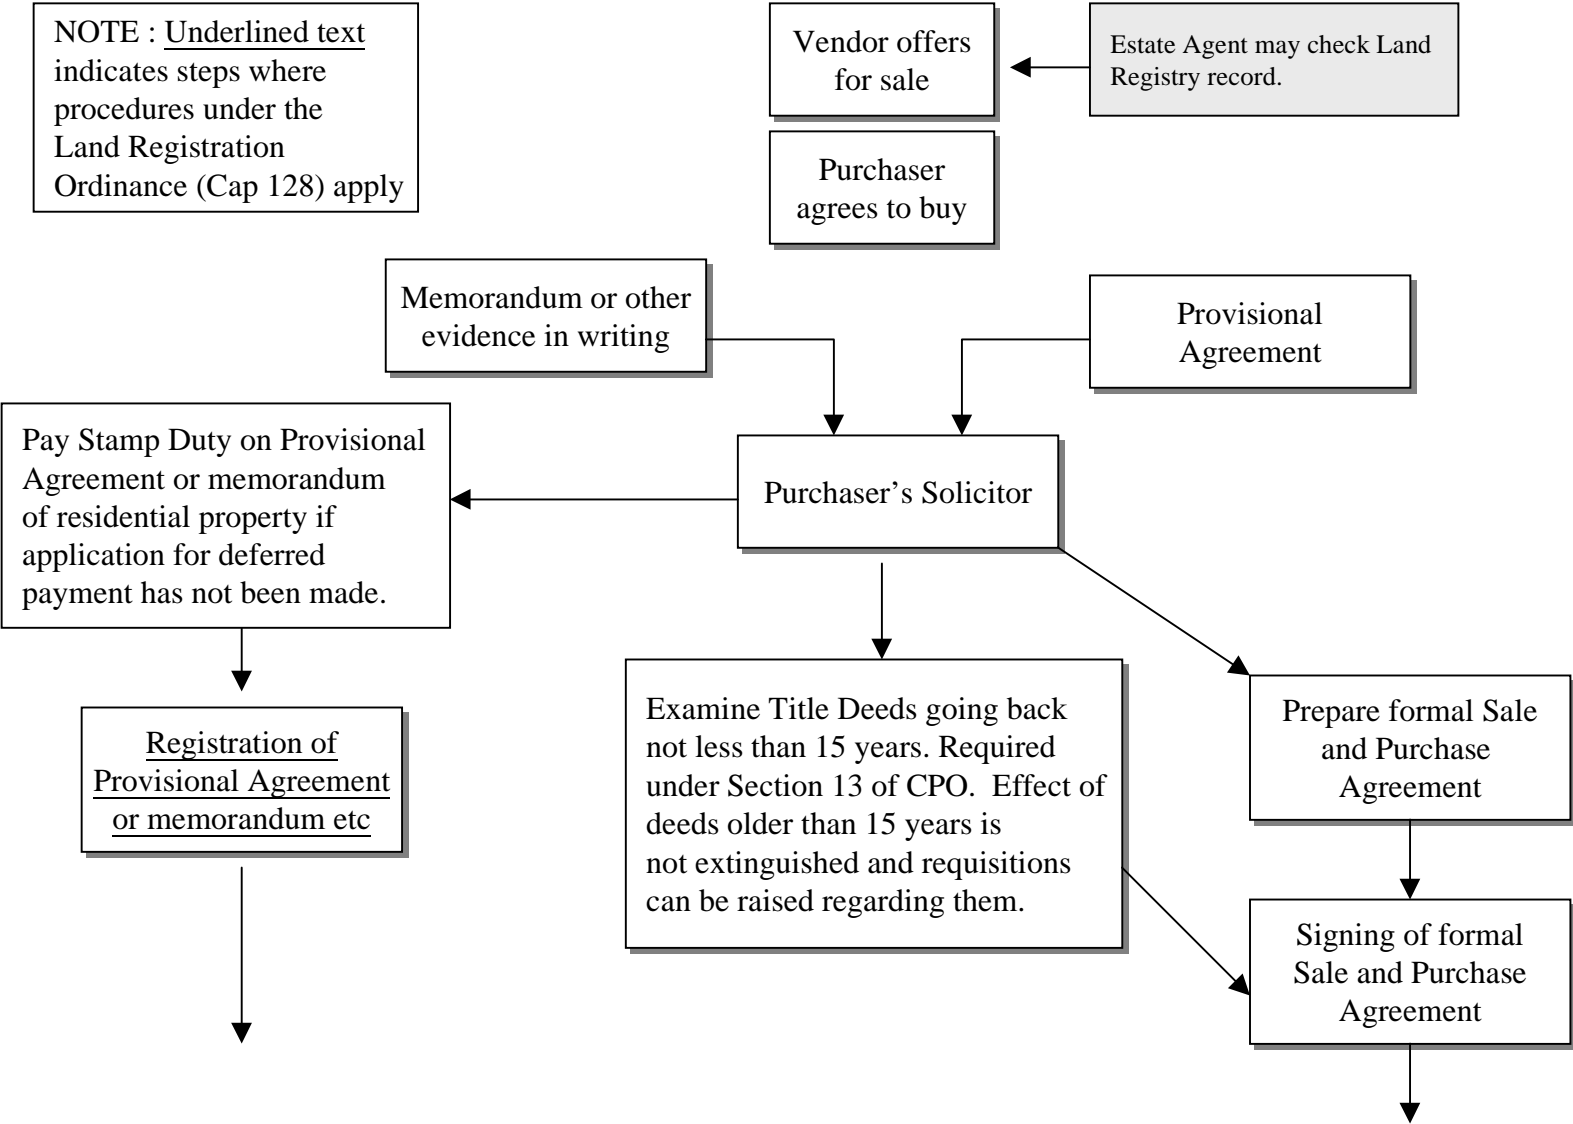 NOTE : Underlined text
indicates steps where
procedures under the
Land Registration
Ordinance (Cap 128) apply
Vendor offers
for sale
Estate Agent may check Land
Registry record.
Purchaser
agrees to buy
Memorandum or other
evidence in writing
Provisional
Agreement
Pay Stamp Duty on Provisional
Agreement or memorandum
of residential property if
application for deferred
payment has not been made.
Purchaser’s Solicitor
Registration of
Provisional Agreement
or memorandum etc
Examine Title Deeds going back
not less than 15 years. Required
under Section 13 of CPO.  Effect of
deeds older than 15 years is
not extinguished and requisitions
can be raised regarding them.
Prepare formal Sale
and Purchase
Agreement
Signing of formal
Sale and Purchase
Agreement